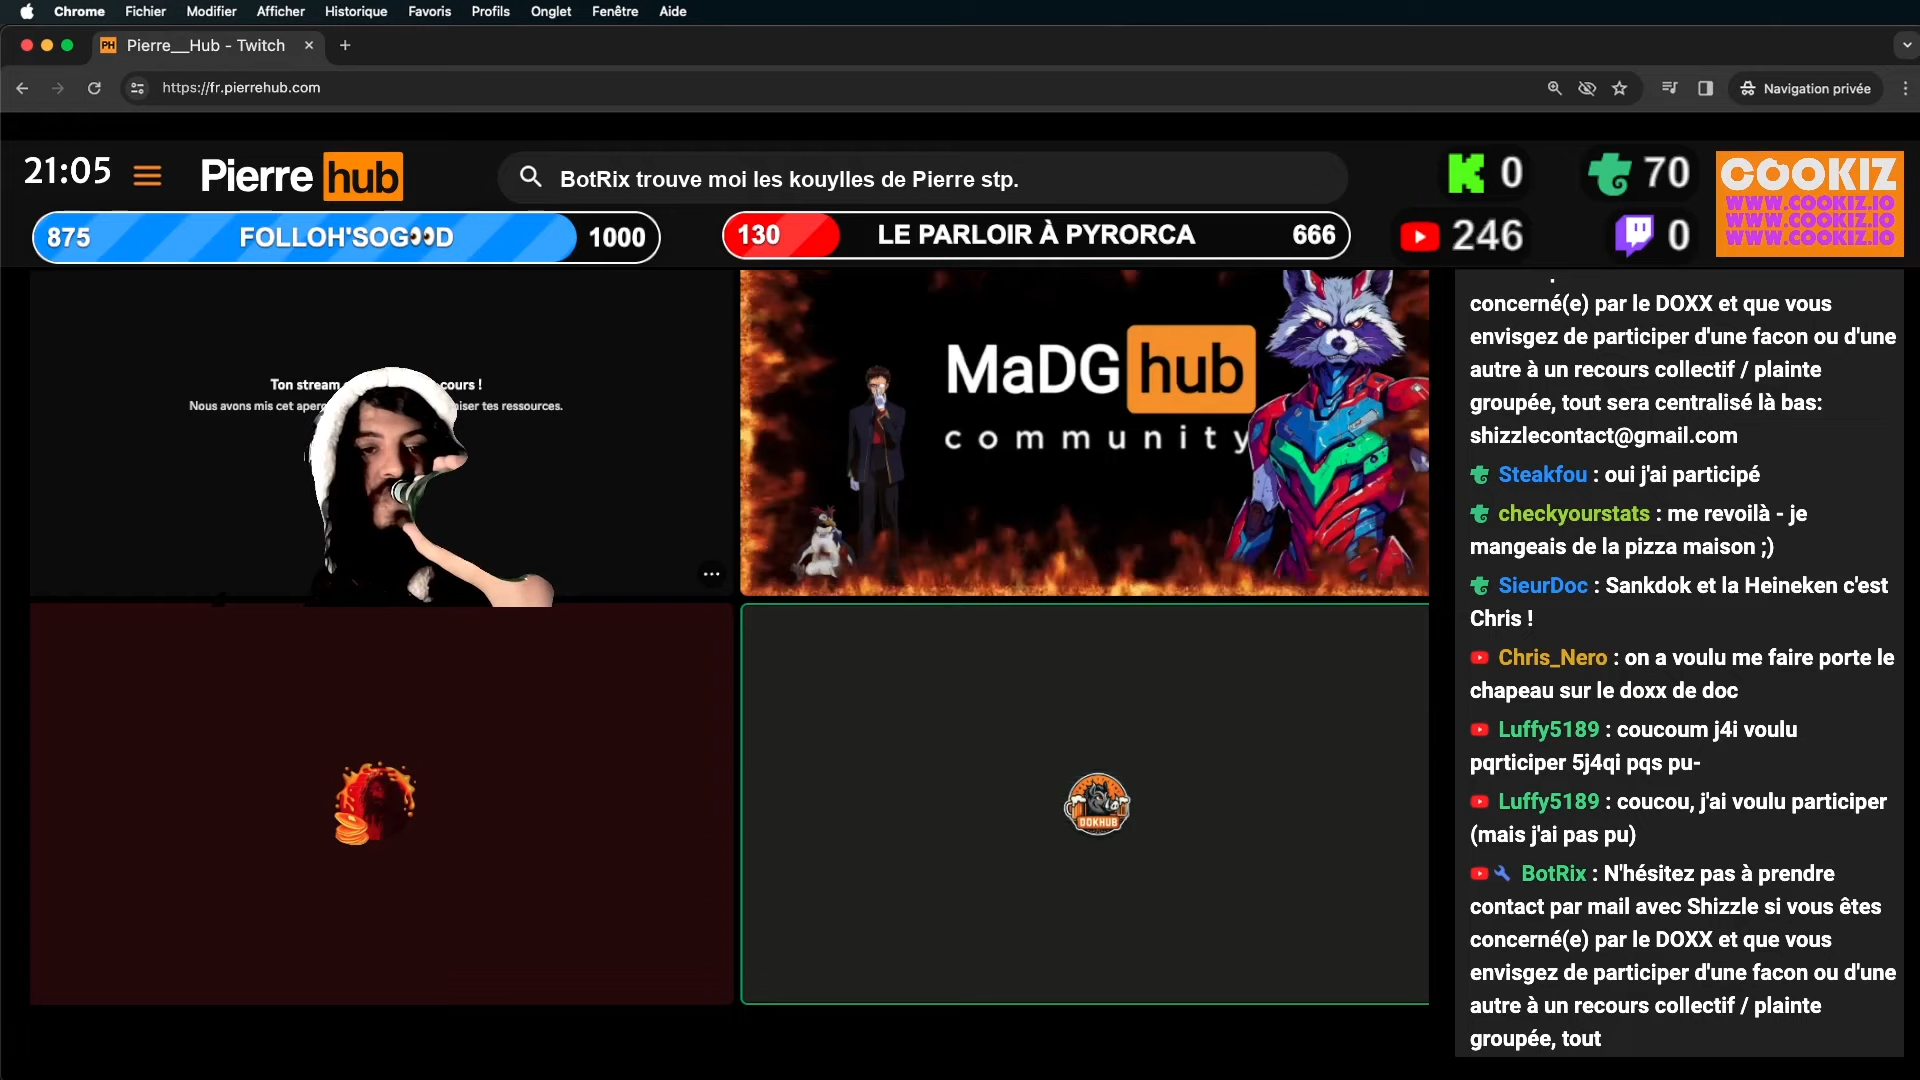 Chrome Fichier Modifier Afficher Historique Favoris Profils Onglet Fenêtre Aide
PH Pierre__Hub - Twitch
https://fr.pierrehub.com
Navigation privée
21:05
Pierre hub
BotRix trouve moi les kouylles de Pierre stp.
0
70
COOKIZ
WWW.COOKIZ.IO
WWW.COOKIZ.IO
WWW.COOKIZ.IO
875 FOLLOH'SOG👀D 1000
130 LE PARLOIR À PYRORCA 666
246
0
Ton stream cours !
Nous avons mis cet iser tes ressources.
MaDG hub
community
DOKHUB
concerné(e) par le DOXX et que vous
envisgez de participer d'une facon ou d'une
autre à un recours collectif / plainte
groupée, tout sera centralisé là bas:
shizzlecontact@gmail.com
Steakfou : oui j'ai participé
checkyourstats : me revoilà - je
mangeais de la pizza maison ;)
SieurDoc : Sankdok et la Heineken c'est
Chris !
Chris_Nero : on a voulu me faire porte le
chapeau sur le doxx de doc
Luffy5189 : coucoum j4i voulu
pqrticiper 5j4qi pqs pu-
Luffy5189 : coucou, j'ai voulu participer
(mais j'ai pas pu)
BotRix : N'hésitez pas à prendre
contact par mail avec Shizzle si vous êtes
concerné(e) par le DOXX et que vous
envisgez de participer d'une facon ou d'une
autre à un recours collectif / plainte
groupée, tout